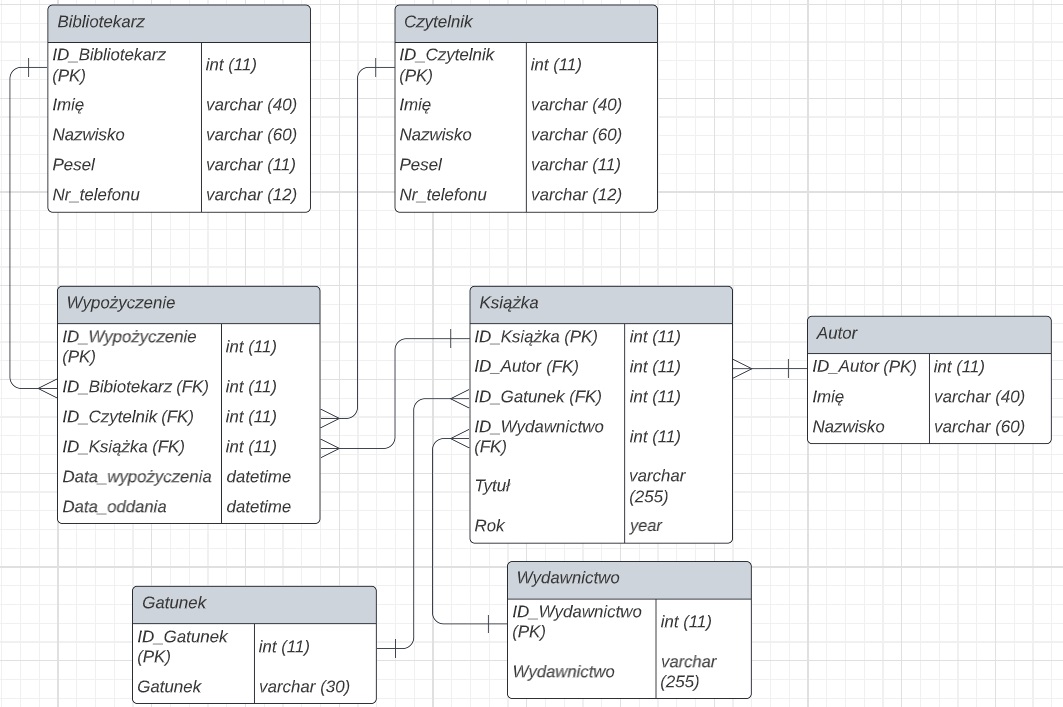 Bibliotekarz
ID_Bibliotekarz
(PK)
int (11)
Imię
varchar (40)
Nazwisko
varchar (60)
Pesel
varchar (11)
Nr_telefonu
varchar (12)
Czytelnik
ID_Czytelnik
(PK)
int (11)
Imię
varchar (40)
Nazwisko
varchar (60)
Pesel
varchar (11)
Nr_telefonu
varchar (12)
Wypożyczenie
ID_Wypożyczenie
(PK)
int (11)
ID_Bibiotekarz (FK)
int (11)
ID_Czytelnik (FK)
int (11)
ID_Książka (FK)
int (11)
Data_wypożyczenia
datetime
Data_oddania
datetime
Książka
ID_Książka (PK)
int (11)
ID_Autor (FK)
int (11)
ID_Gatunek (FK)
int (11)
ID_Wydawnictwo
(FK)
int (11)
Tytuł
varchar
(255)
Rok
year
Autor
ID_Autor (PK)
int (11)
Imię
varchar (40)
Nazwisko
varchar (60)
Gatunek
ID_Gatunek
(PK)
int (11)
Gatunek
varchar (30)
Wydawnictwo
ID_Wydawnictwo
(PK)
int (11)
Wydawnictwo
varchar
(255)